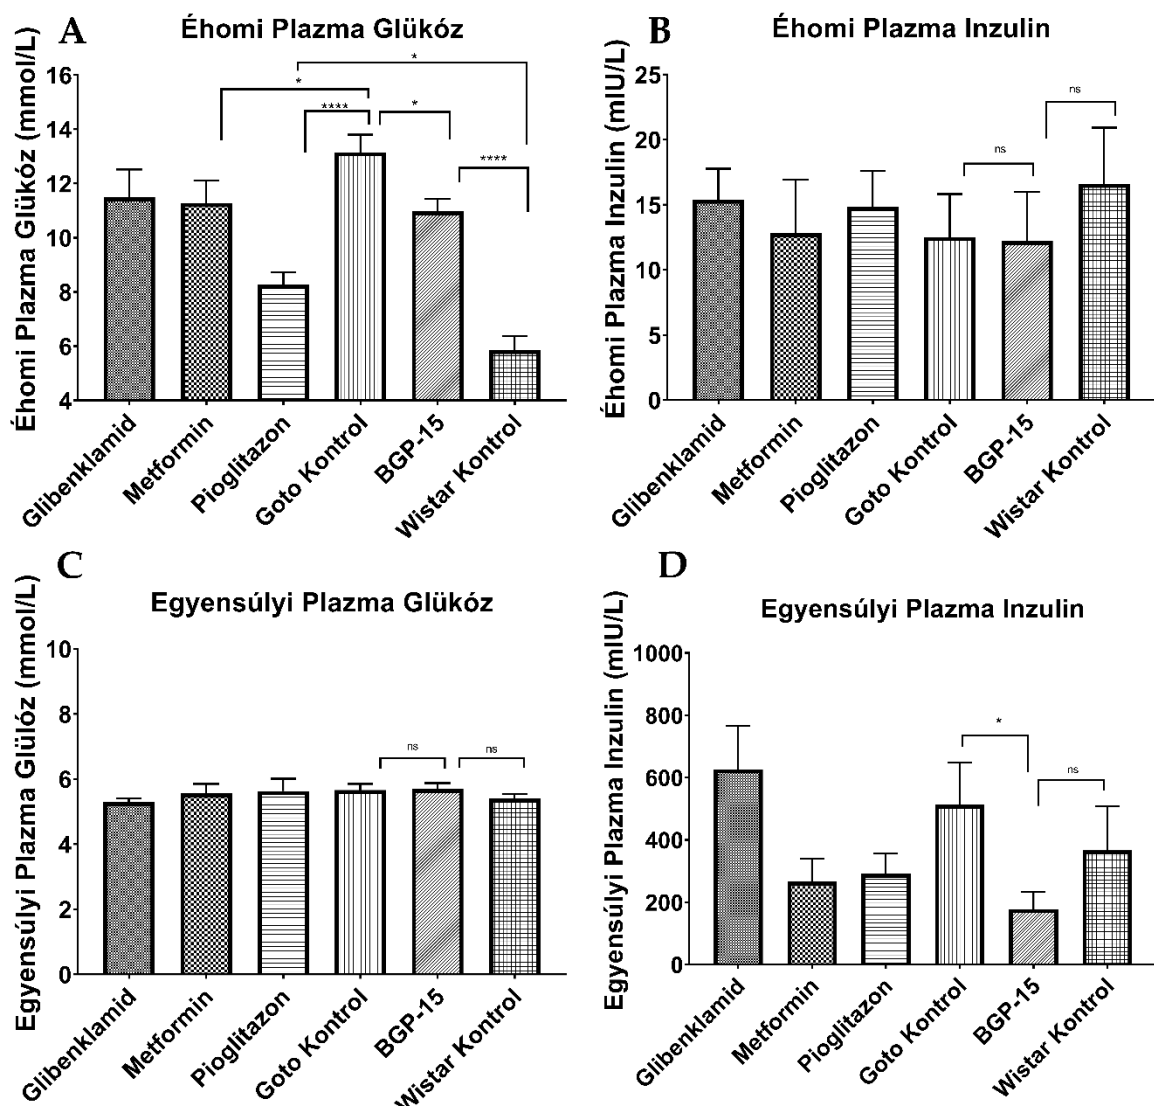 A
Éhomi Plazma Glükóz
Éhomi Plazma Glükóz (mmol/L)
16
14
12
10
8
6
4
*
*
****
*
****
Glibenklamid
Metformin
Pioglitazon
Goto Kontrol
BGP-15
Wistar Kontrol
B
Éhomi Plazma Inzulin
Éhomi Plazma Inzulin (mIU/L)
25
20
15
10
5
0
ns
ns
Glibenklamid
Metformin
Pioglitazon
Goto Kontrol
BGP-15
Wistar Kontrol
C
Egyensúlyi Plazma Glükóz
Egyensúlyi Plazma Glülóz (mmol/L)
10
8
6
4
2
0
ns
ns
Glibenklamid
Metformin
Pioglitazon
Goto Kontrol
BGP-15
Wistar Kontrol
D
Egyensúlyi Plazma Inzulin
Egyensúlyi Plazma Inzulin (mIU/L)
1000
800
600
400
200
0
*
ns
Glibenklamid
Metformin
Pioglitazon
Goto Kontrol
BGP-15
Wistar Kontrol